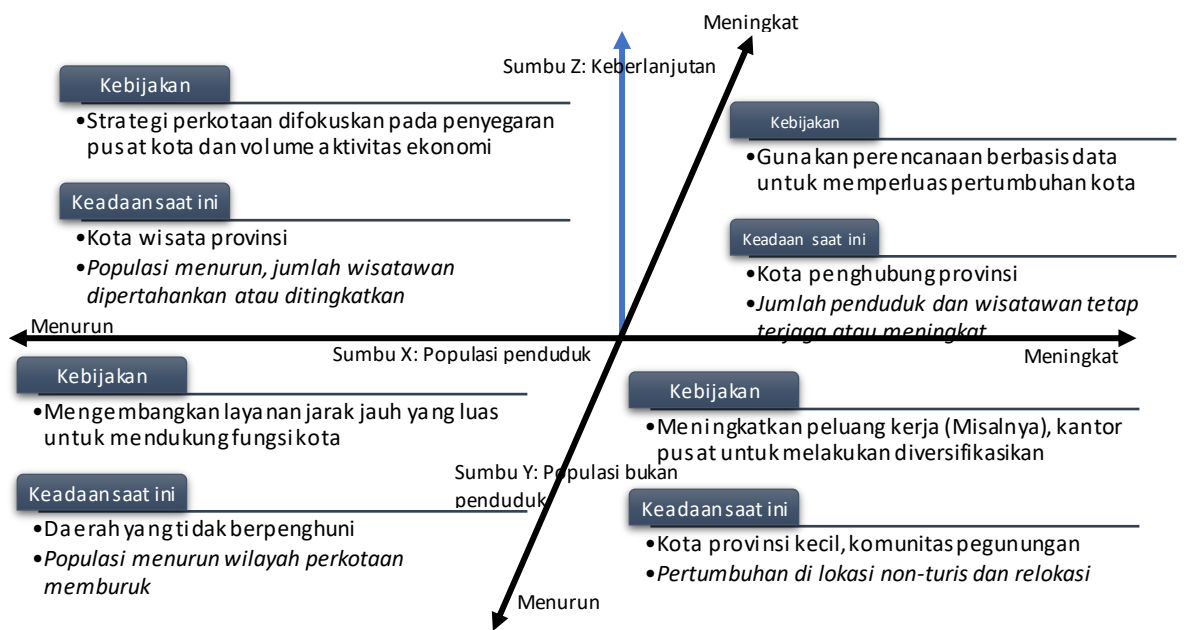 Meningkat
Sumbu Z: Keberlanjutan
Kebijakan
•Strategi perkotaan difokuskan pada penyegaran
pusat kota dan volume aktivitas ekonomi
Keadaan saat ini
•Kota wisata provinsi
•Populasi menurun, jumlah wisatawan
dipertahankan atau ditingkatkan
Kebijakan
•Gunakan perencanaan berbasis data
untuk memperluas pertumbuhan kota
Keadaan saat ini
•Kota penghubung provinsi
•Jumlah penduduk dan wisatawan tetap
terjaga atau meningkat
Menurun
Sumbu X: Populasi penduduk
Meningkat
Kebijakan
•Mengembangkan layanan jarak jauh yang luas
untuk mendukung fungsi kota
Sumbu Y: Populasi bukan
penduduk
Keadaan saat ini
•Daerah yang tidak berpenghuni
•Populasi menurun wilayah perkotaan
memburuk
Kebijakan
•Meningkatkan peluang kerja (Misalnya), kantor
pusat untuk melakukan diversifikasikan
Keadaan saat ini
•Kota provinsi kecil, komunitas pegunungan
•Pertumbuhan di lokasi non-turis dan relokasi
Menurun